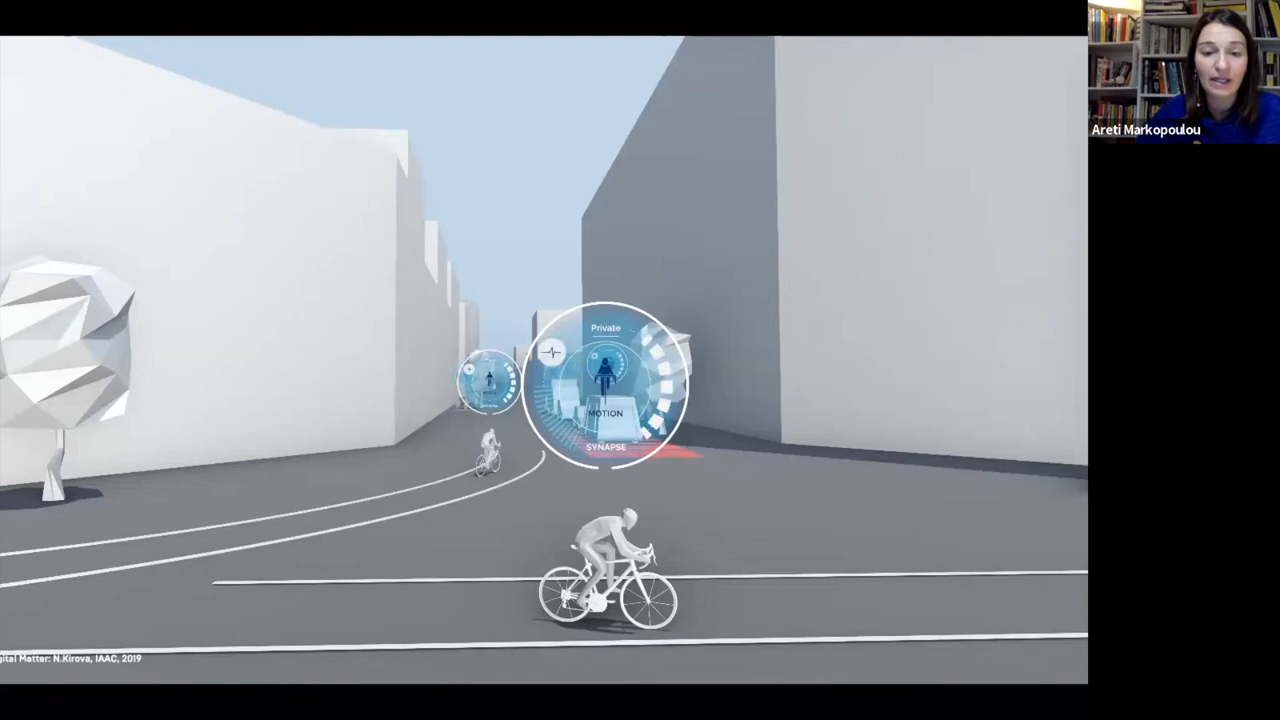 Areti Markopoulou
Private
MOTION
SYNAPSE
gital Matter: N.Kirova, IAAC, 2019